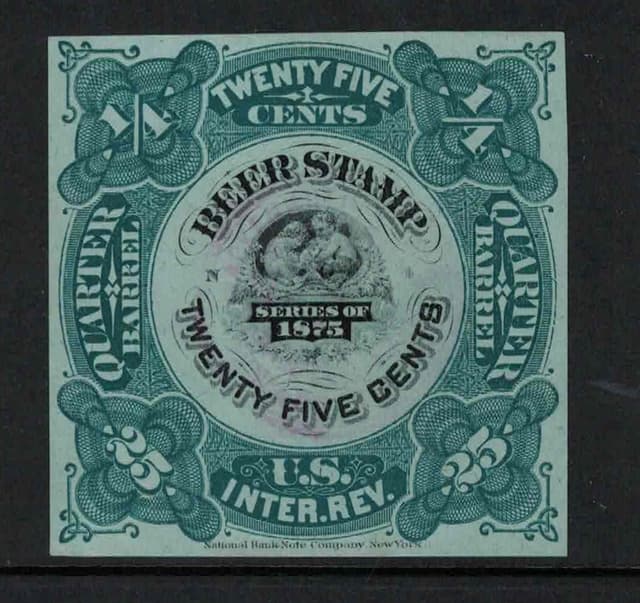 1/4
TWENTY FIVE
CENTS
1/4
BEER STAMP
QUARTER
BARREL
QUARTER
BARREL
N
SERIES OF
1875
TWENTY FIVE CENTS
25
U.S.
INTER. REV.
25
National Bank Note Company. New York.